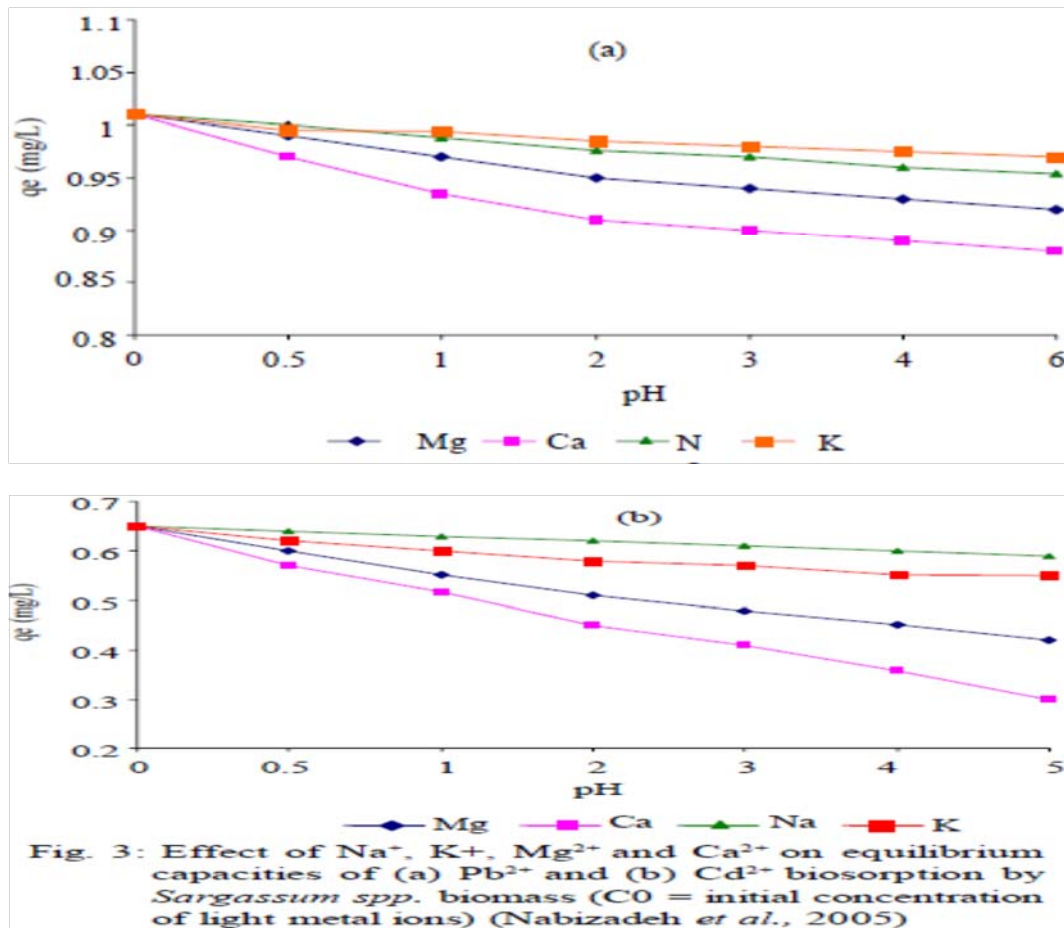 (a)
1.1
1.05
1
0.95
0.9
0.85
0.8
qe (mg/L)
0 0.5 1 2 3 4 6
pH
Mg Ca N K
(b)
0.7
0.6
0.5
0.4
0.3
0.2
qe (mg/L)
0 0.5 1 2 3 4 5
pH
Mg Ca Na K
Fig. 3: Effect of Na⁺, K+, Mg²⁺ and Ca²⁺ on equilibrium
capacities of (a) Pb²⁺ and (b) Cd²⁺ biosorption by
Sargassum spp. biomass (C0 = initial concentration
of light metal ions) (Nabizadeh et al., 2005)